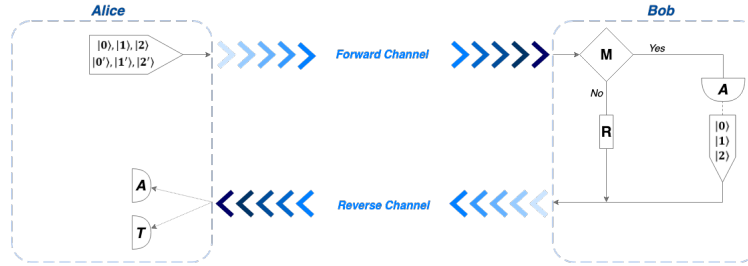 Alice
Bob
|0⟩,|1⟩,|2⟩
|0'⟩,|1'⟩,|2'⟩
Forward Channel
M
Yes
A
No
R
|0⟩
|1⟩
|2⟩
A
T
Reverse Channel